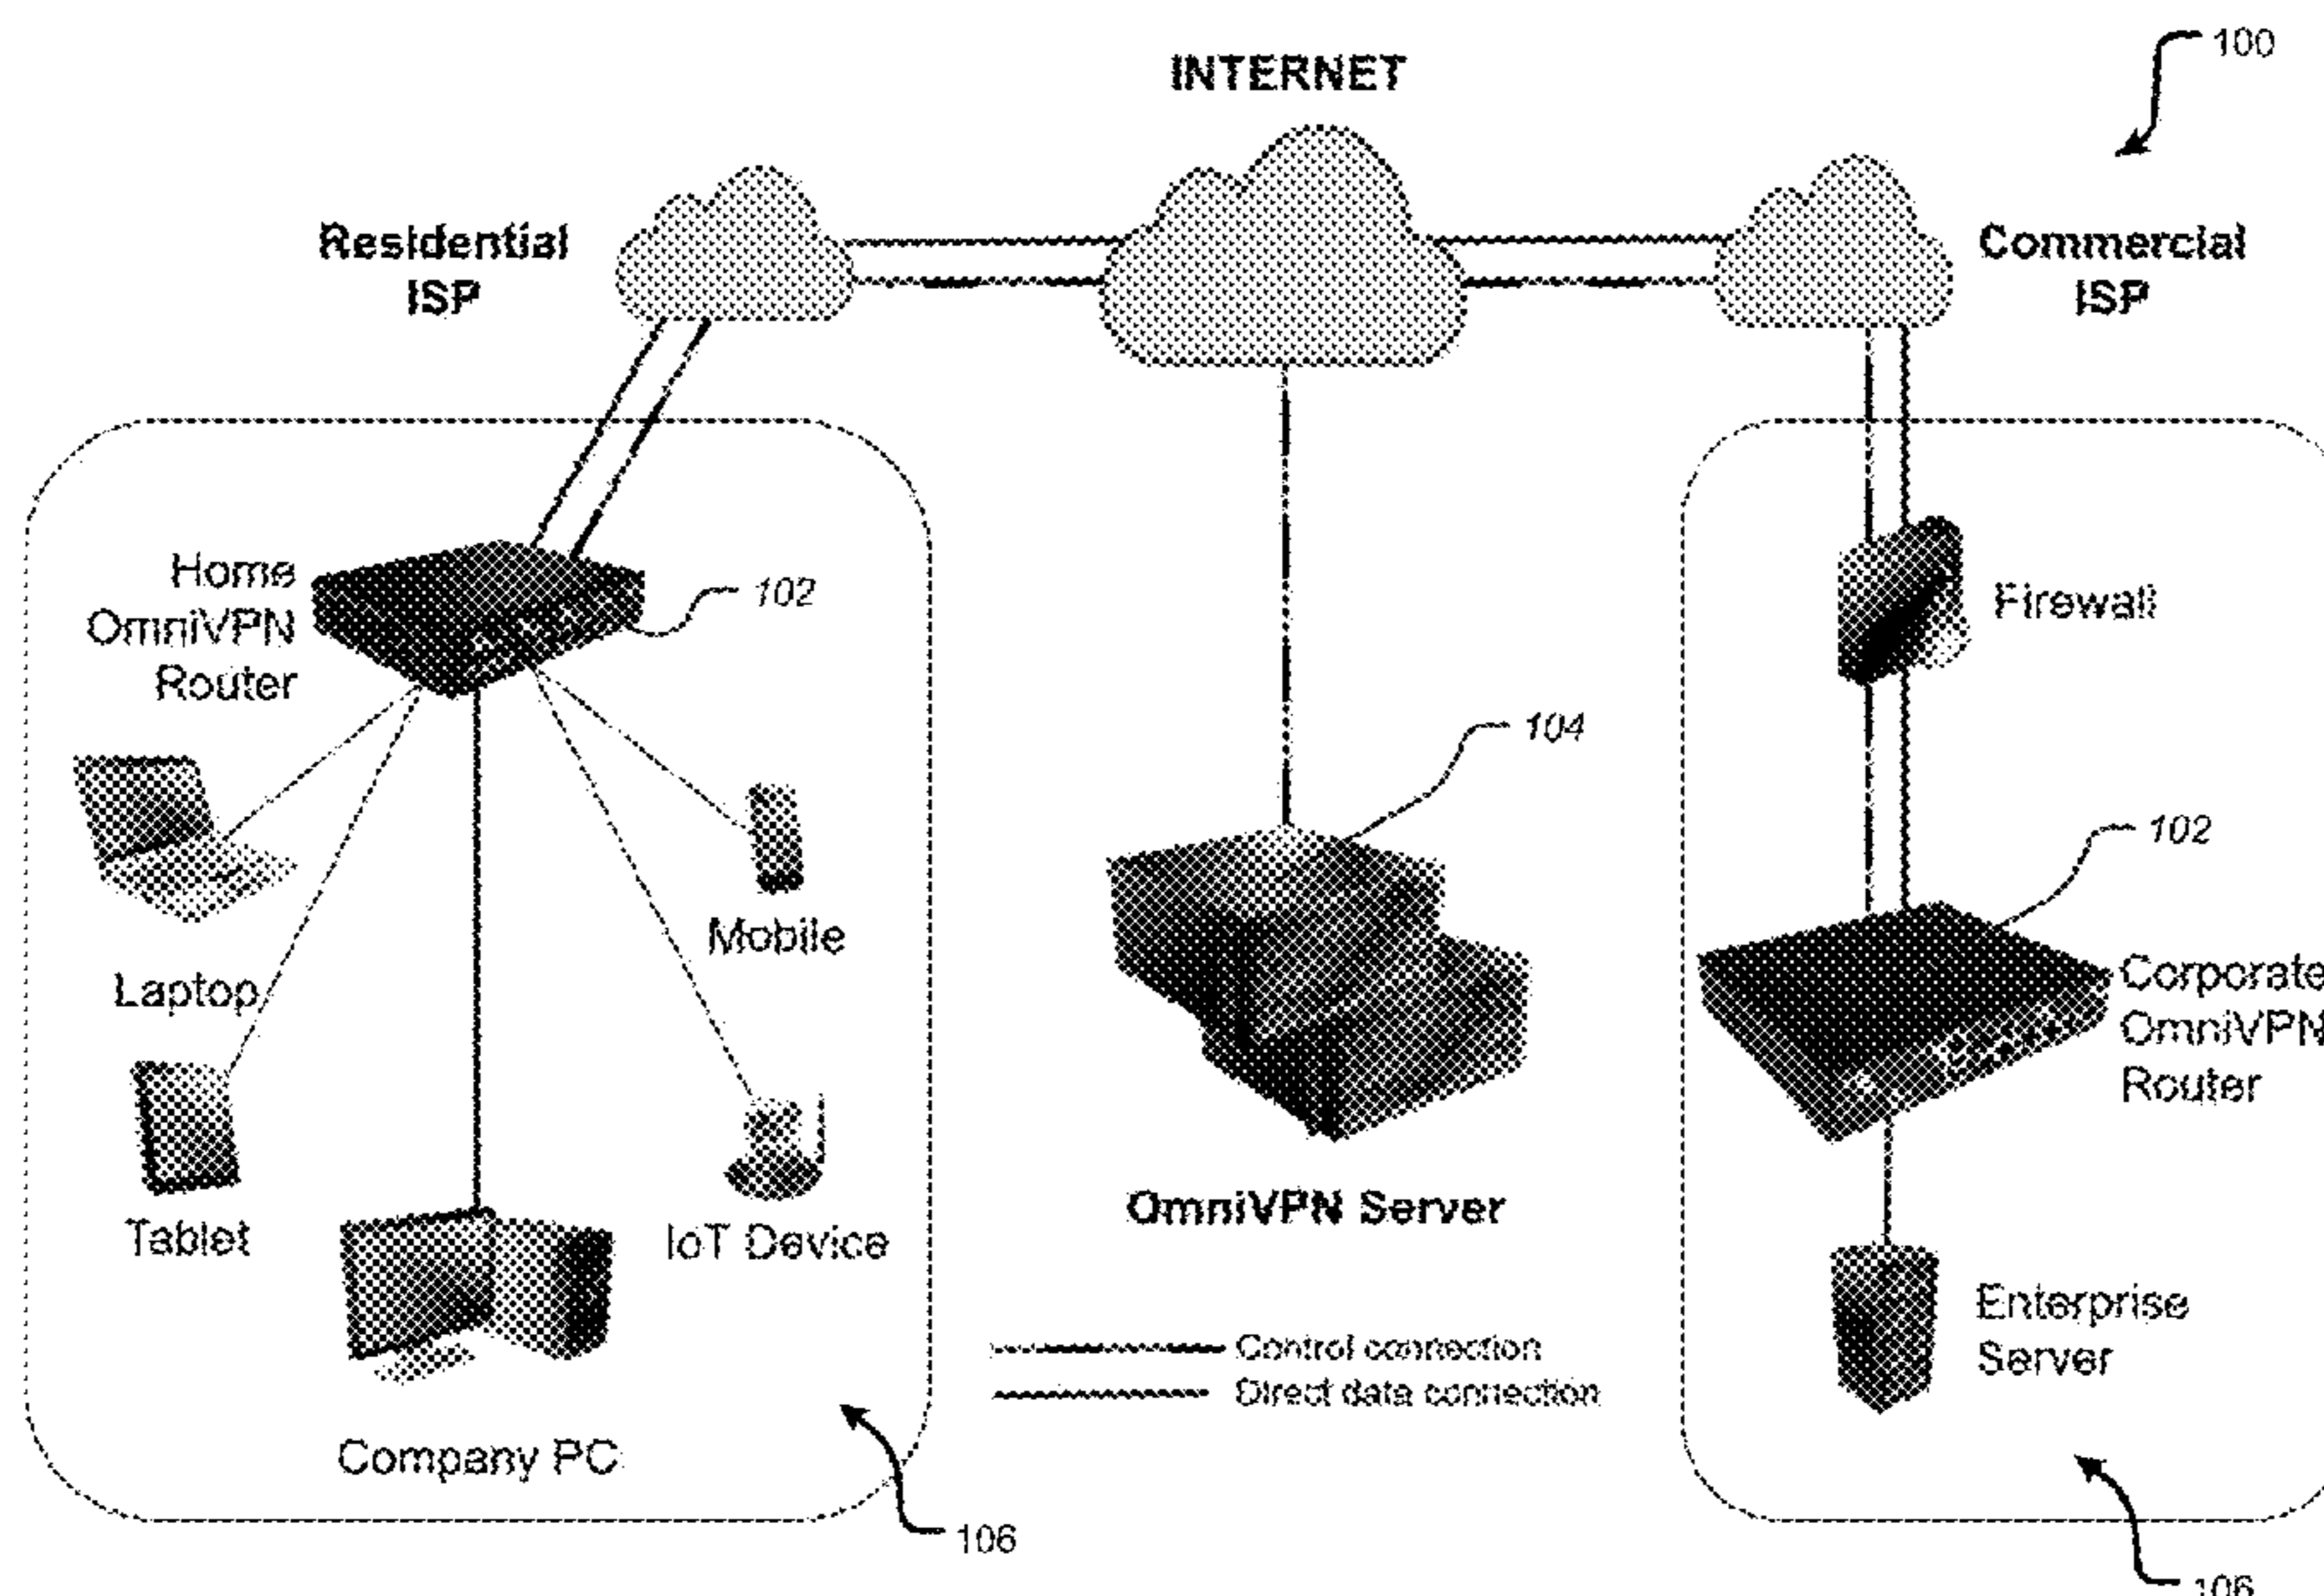 100
INTERNET
Residential
ISP
Commercial
ISP
Home
OmniVPN
Router
102
Firewall
104
102
Mobile
Laptop
Corporate
OmniVPN
Router
Tablet
IoT Device
OmniVPN Server
Enterprise
Server
Control connection
Direct data connection
Company PC
106
106